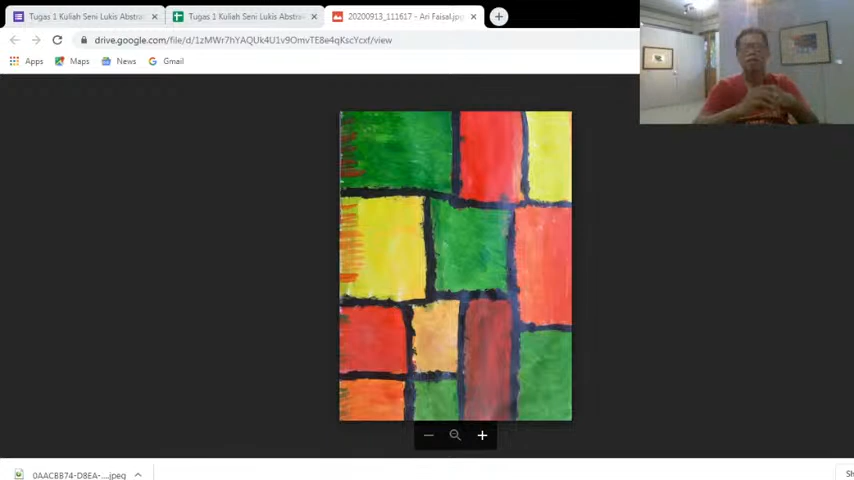 Tugas 1 Kuliah Seni Lukis Abstra
Tugas 1 Kuliah Seni Lukis Abstral
20200913_111617 - Ari Faisal.jpg
drive.google.com/file/d/1zMWr7hYAQUk4U1v9OmvTE8e4qKscYcxf/view
Apps
Maps
News
Gmail
0AACBB74-D8EA-....jpeg